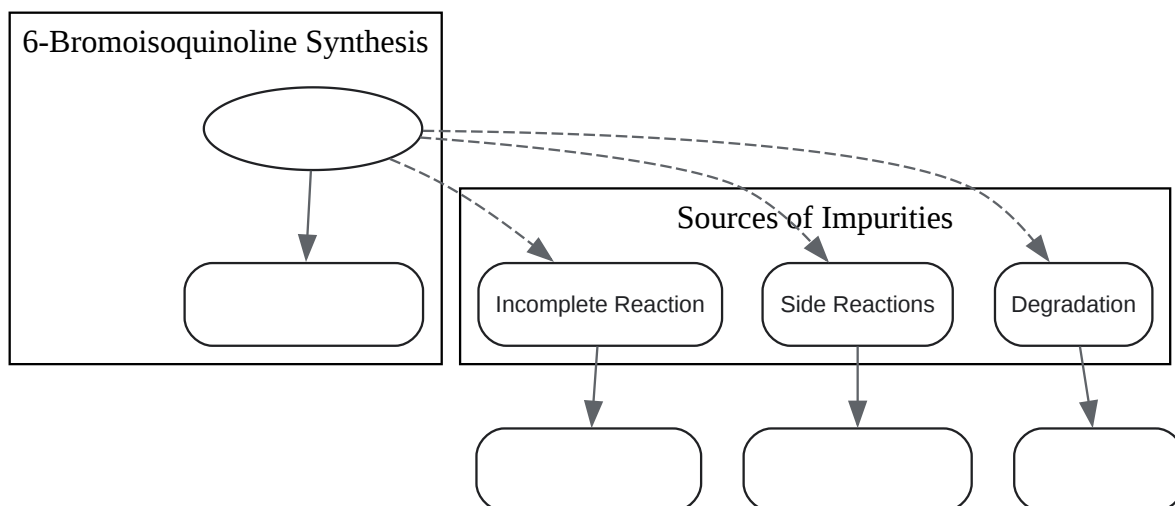 6-Bromoisoquinoline Synthesis
Sources of Impurities
Incomplete Reaction
Side Reactions
Degradation